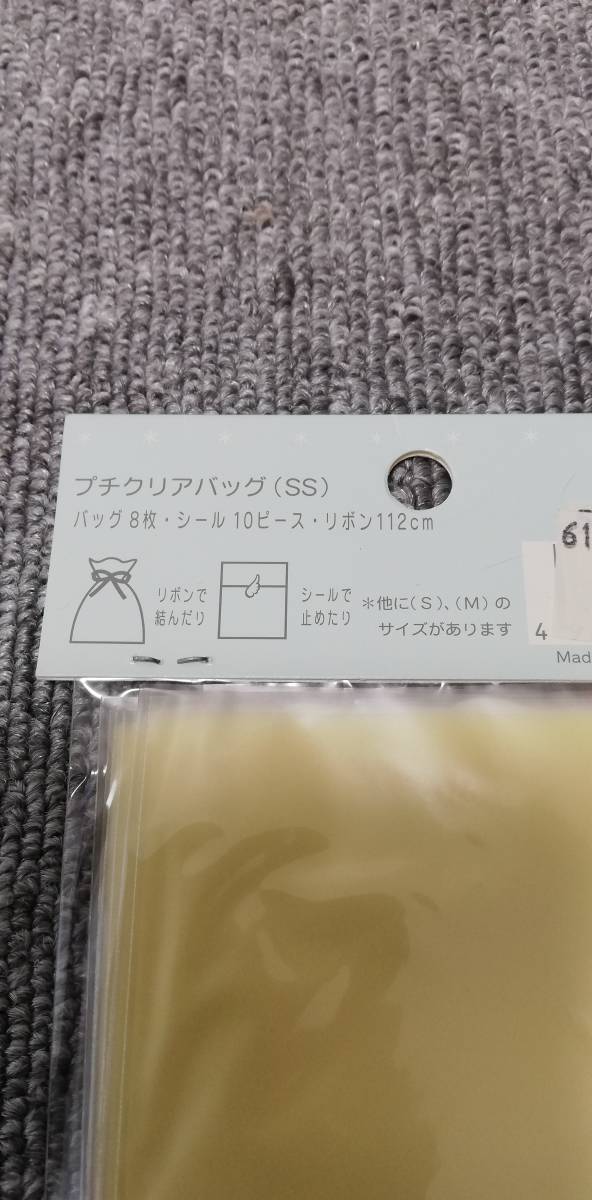 プチクリアバッグ(SS)
バッグ 8枚・シール 10ピース・リボン112cm
リボンで
結んだり
シールで
止めたり
＊他に(S)、(M)の
サイズがあります
61
4
Mad